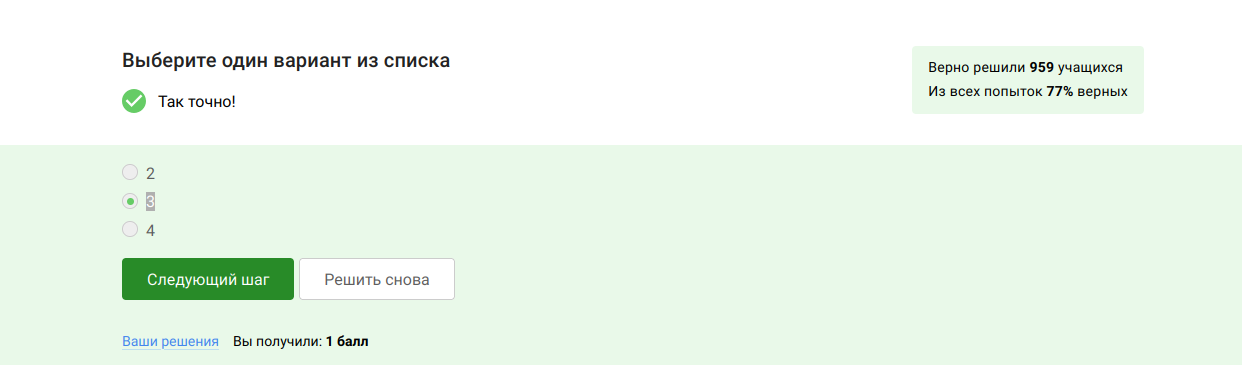 Выберите один вариант из списка
Так точно!
Верно решили 959 учащихся
Из всех попыток 77% верных
2
3
4
Следующий шаг
Решить снова
Ваши решения
Вы получили: 1 балл